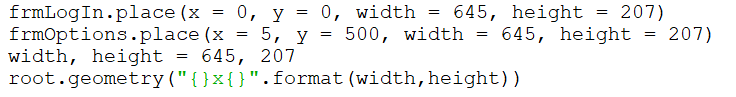 frmLogIn.place(x = 0, y = 0, width = 645, height = 207)
frmOptions.place(x = 5, y = 500, width = 645, height = 207)
width, height = 645, 207
root.geometry("{}x{}".format(width,height))